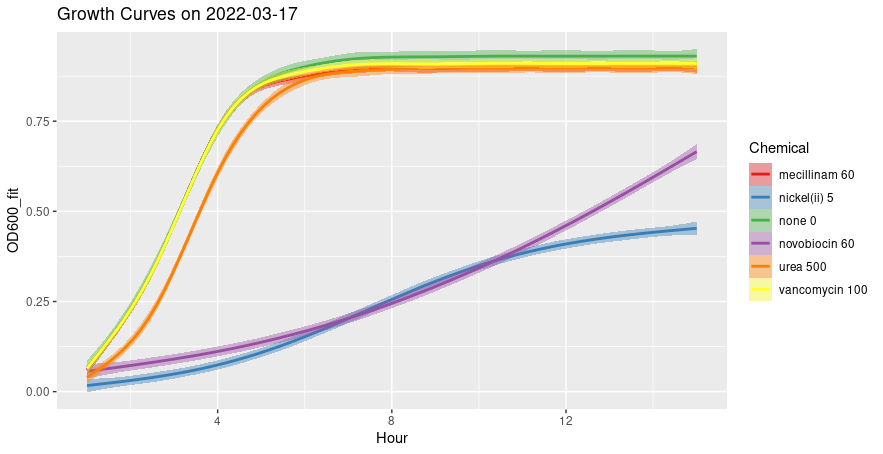 Growth Curves on 2022-03-17
OD600_fit
0.75
0.50
0.25
0.00
4
8
12
Hour
Chemical
mecillinam 60
nickel(ii) 5
none 0
novobiocin 60
urea 500
vancomycin 100